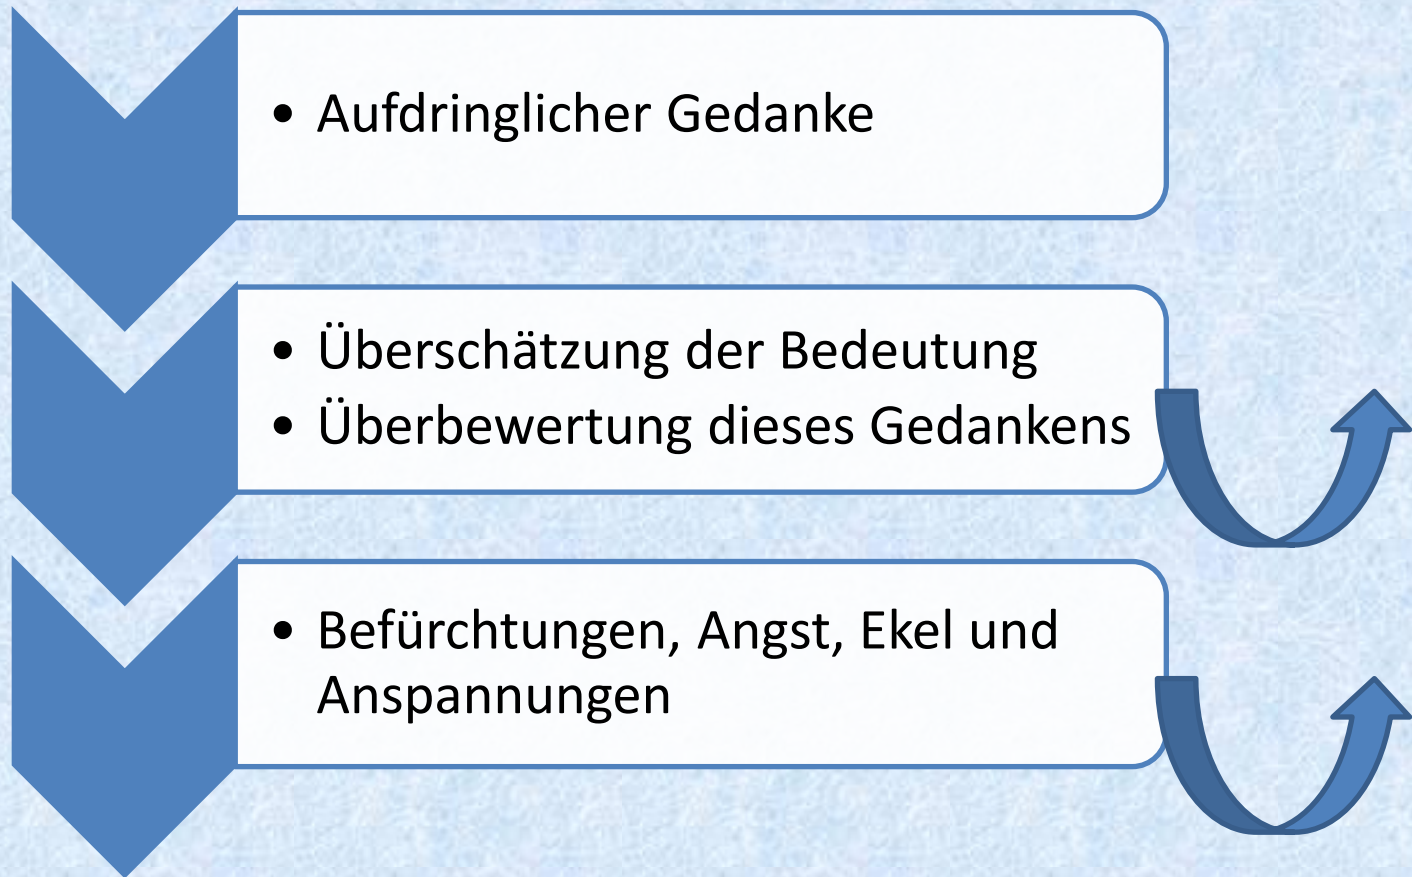 • Aufdringlicher Gedanke
• Überschätzung der Bedeutung
• Überbewertung dieses Gedankens
• Befürchtungen, Angst, Ekel und
Anspannungen